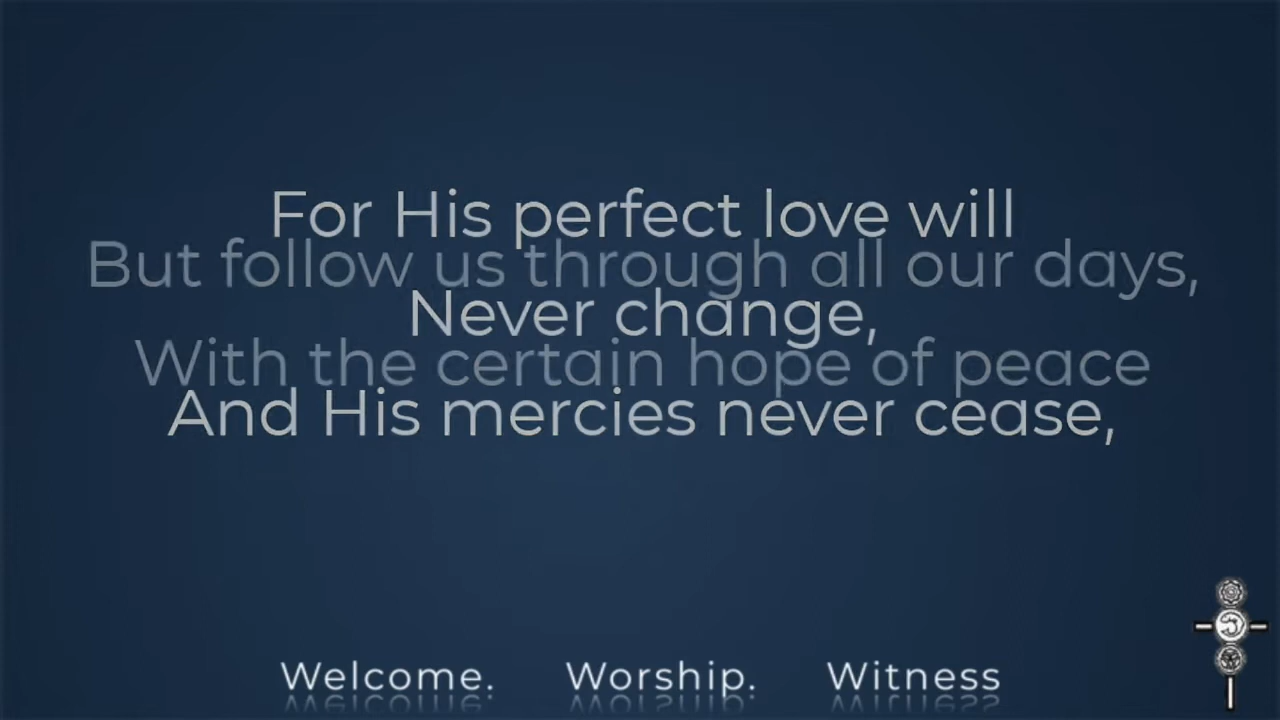 For His perfect love will
But follow us through all our days,
Never change,
With the certain hope of peace
And His mercies never cease,
Welcome. Worship. Witness